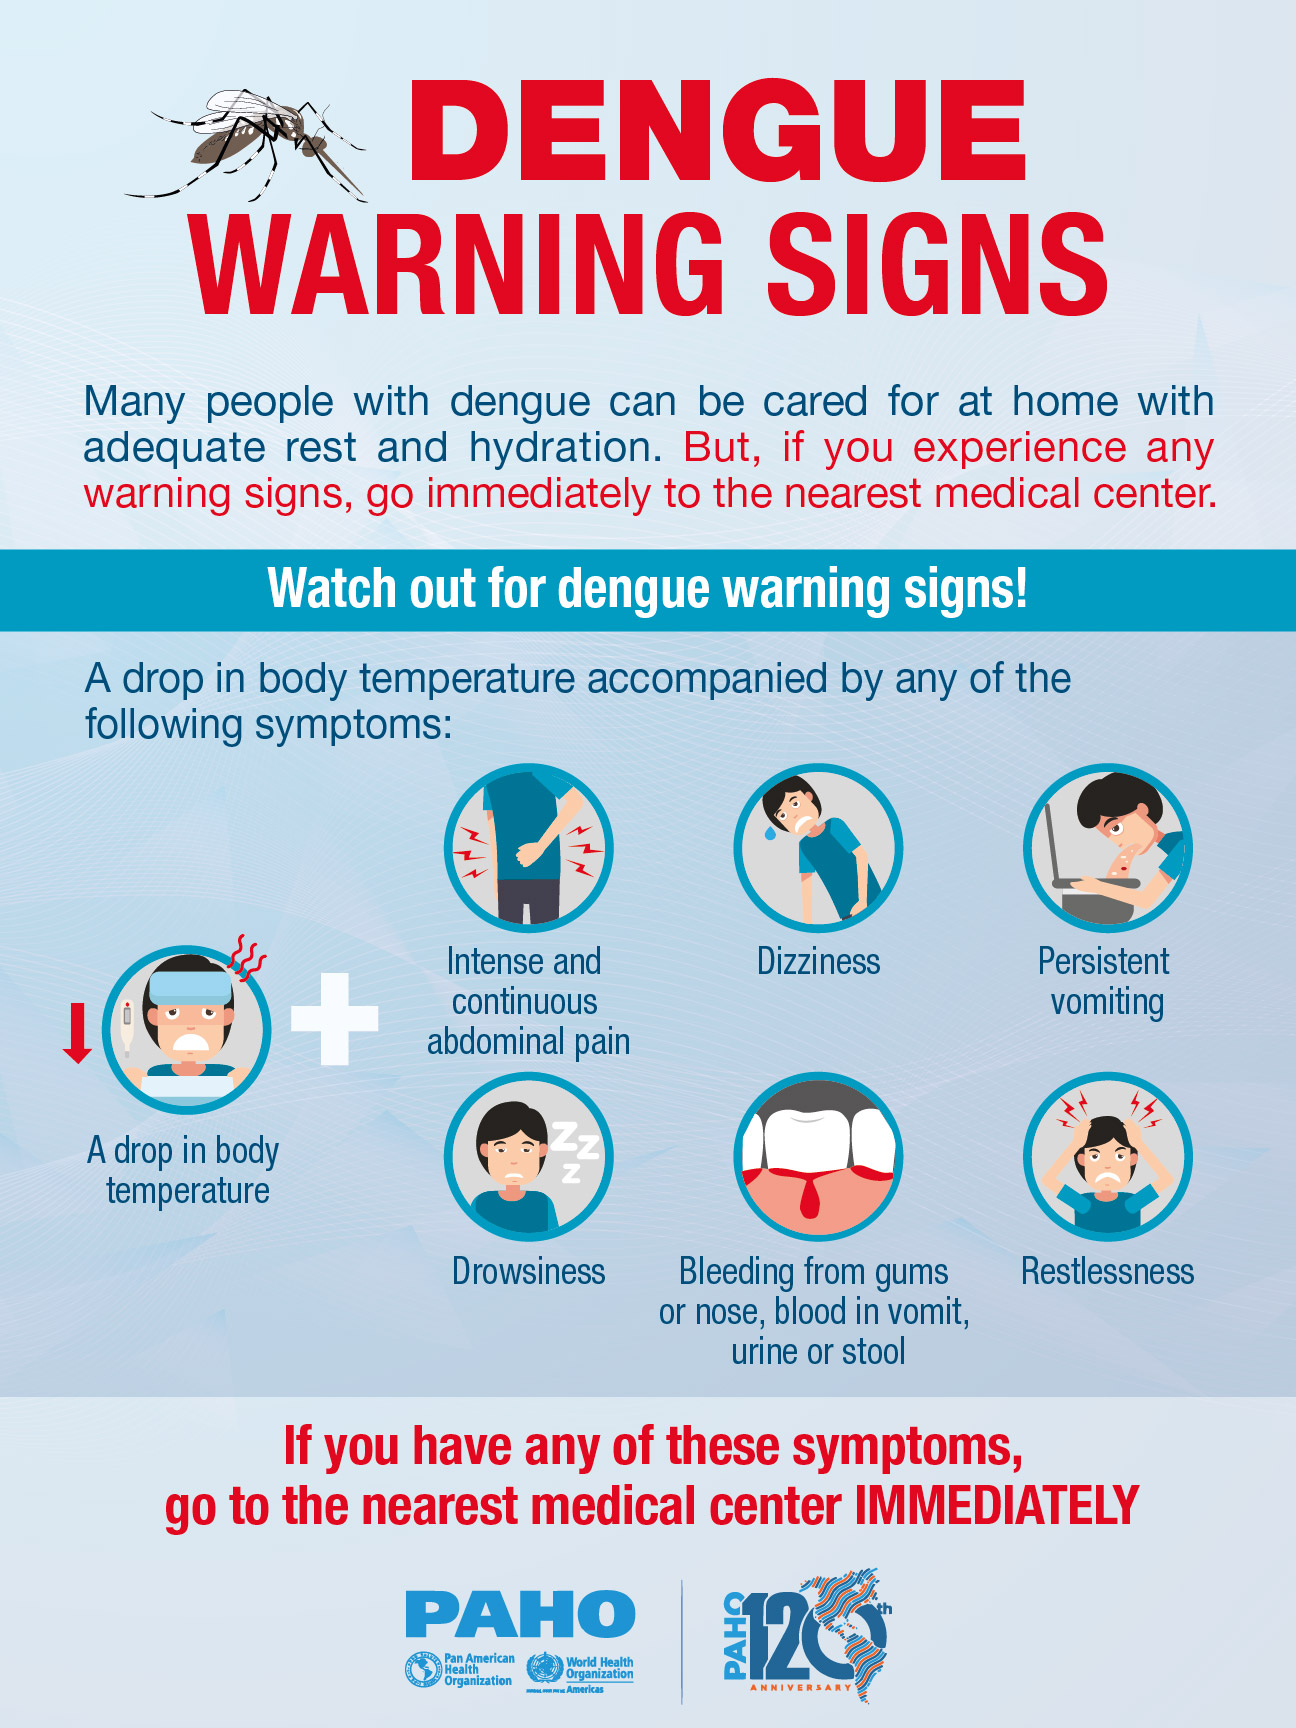 DENGUE
WARNING SIGNS
Many people with dengue can be cared for at home with
adequate rest and hydration. But, if you experience any
warning signs, go immediately to the nearest medical center.
Watch out for dengue warning signs!
A drop in body temperature accompanied by any of the
following symptoms:
A drop in body
temperature
Intense and
continuous
abdominal pain
Dizziness
Persistent
vomiting
Drowsiness
ZZZ
Bleeding from gums
or nose, blood in vomit,
urine or stool
Restlessness
If you have any of these symptoms,
go to the nearest medical center IMMEDIATELY
PAHO
Pan American
Health
Organization
World Health
Organization
Americas
PAHO
120th
ANNIVERSARY